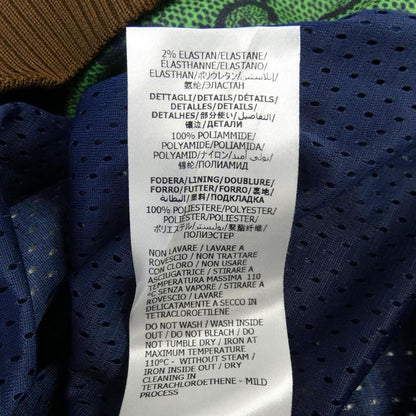 2% ELASTAN/ELASTANE/
ELASTHANNE/ELASTANO/
ELASTHAN/ポリウレタン/إيلاستين/
氨纶/ЭЛАСТАН
DETTAGLI/DETAILS/DÉTAILS/
DETALLES/DETAILS/
DETALHES/部分使い/التفاصيل/
镶边/ДЕТАЛИ
100% POLIAMMIDE/
POLYAMIDE/POLIAMIDA/
POLYAMID/ナイロン/بولي أميد/
锦纶/ПОЛИАМИД
FODERA/LINING/DOUBLURE/
FORRO/FUTTER/FORRO/裏地/
البطانة/里料/ПОДКЛАДКА
100% POLIESTERE/POLYESTER/
POLYESTER/POLIÉSTER/
ポリエステル/بوليستر/聚酯纤维/
ПОЛИЭСТЕР
NON LAVARE / LAVARE A
ROVESCIO / NON TRATTARE
CON CLORO / NON USARE
ASCIUGATRICE / STIRARE A
TEMPERATURA MASSIMA 110
°C SENZA VAPORE / STIRARE A
ROVESCIO / LAVARE
DELICATAMENTE A SECCO IN
TETRACLOROETILENE
DO NOT WASH / WASH INSIDE
OUT / DO NOT BLEACH / DO
NOT TUMBLE DRY / IRON AT
MAXIMUM TEMPERATURE
110°C - WITHOUT STEAM /
IRON INSIDE OUT / DRY
CLEANING IN
TETRACHLOROETHENE - MILD
PROCESS